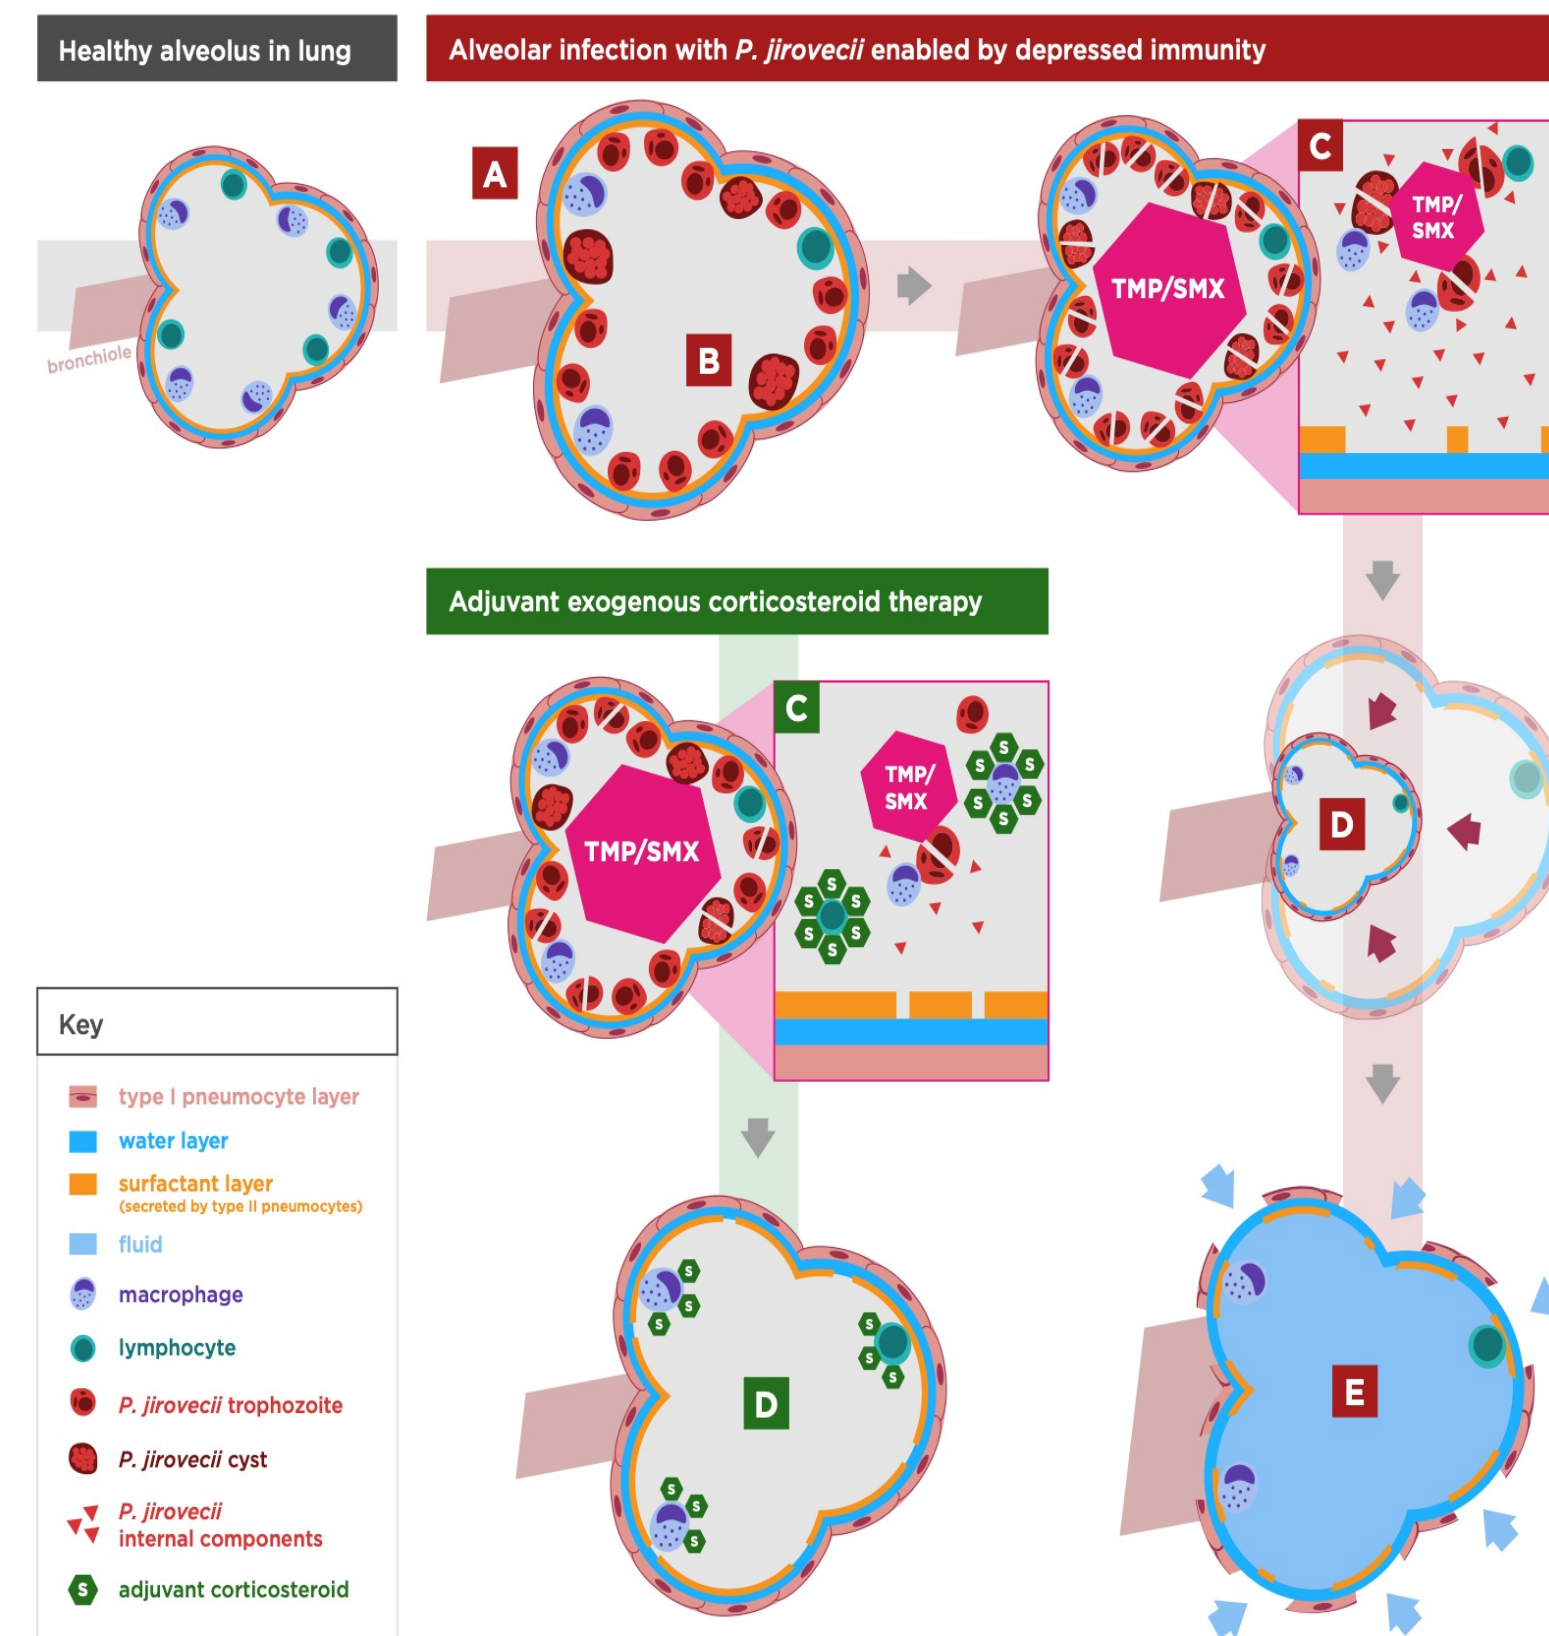 Healthy alveolus in lung
Alveolar infection with P. jirovecii enabled by depressed immunity
A
B
bronchiole
TMP/SMX
C
TMP/
SMX
Adjuvant exogenous corticosteroid therapy
TMP/SMX
C
TMP/
SMX
S
S
S
S
S
S
S
S
S
S
S
S
D
D
S
S
S
S
S
S
S
S
S
E
Key
type I pneumocyte layer
water layer
surfactant layer
(secreted by type II pneumocytes)
fluid
macrophage
lymphocyte
P. jirovecii trophozoite
P. jirovecii cyst
P. jirovecii
internal components
S adjuvant corticosteroid